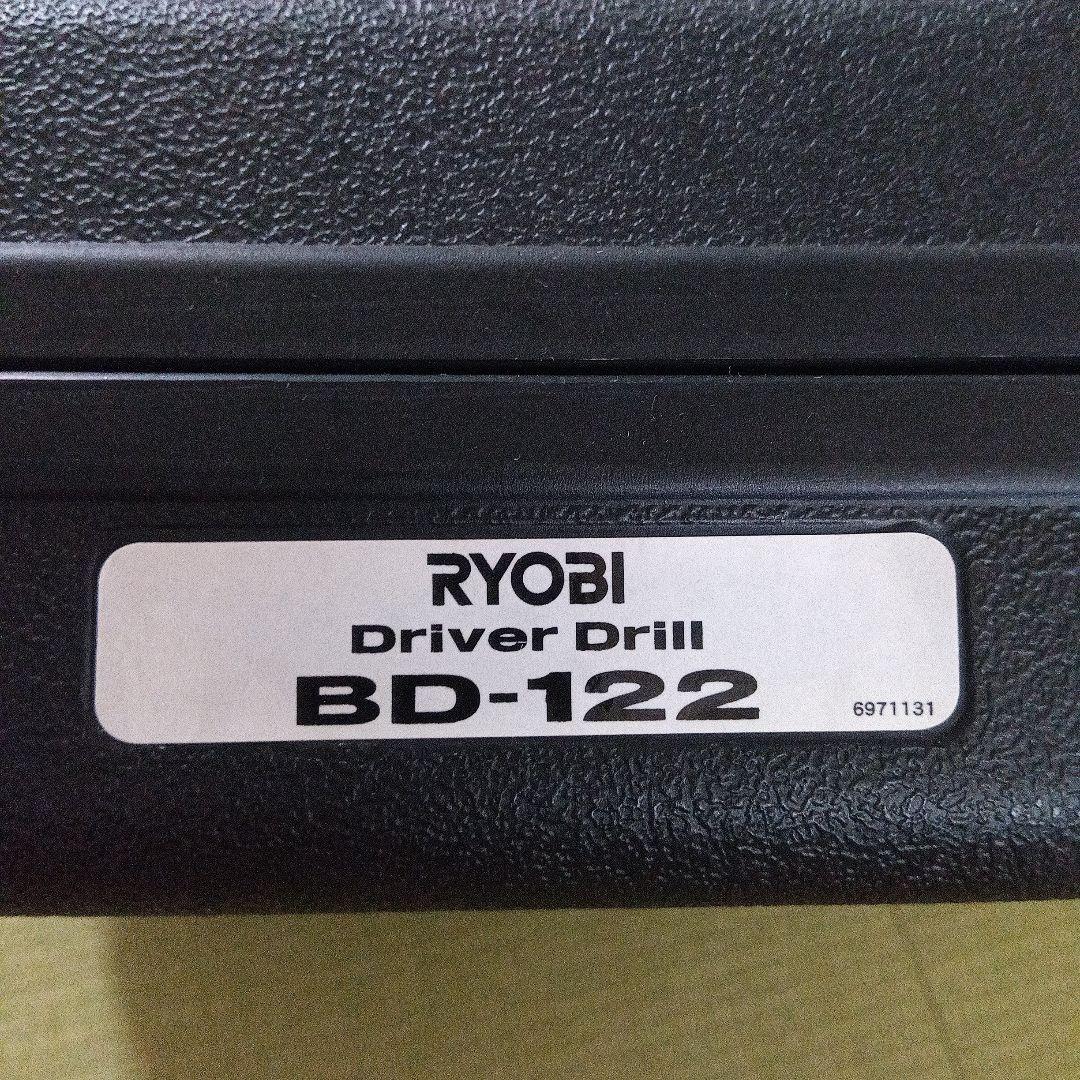 RYOBI
Driver Drill
BD-122
6971131